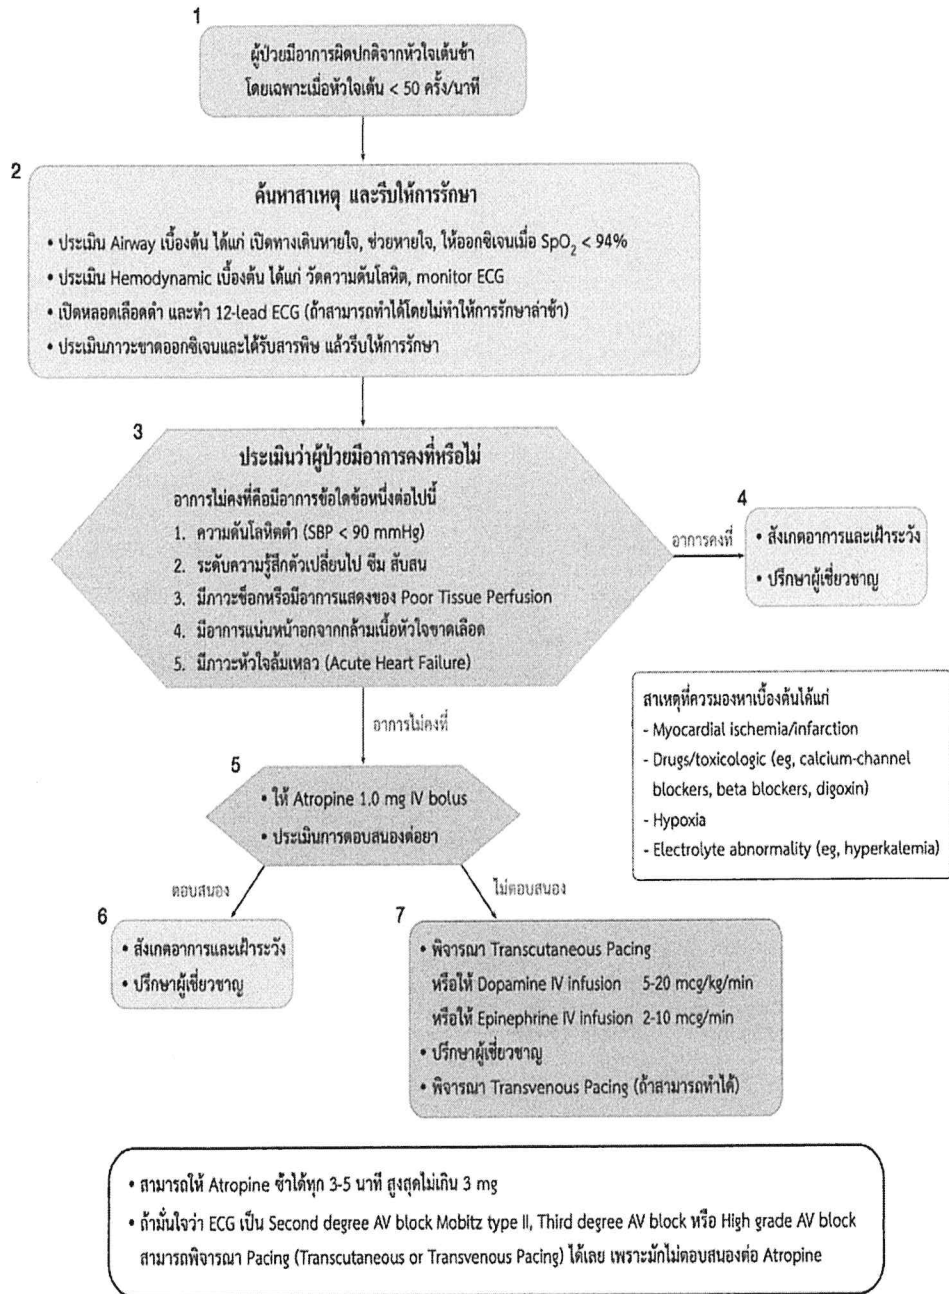 1
ผู้ป่วยมีอาการผิดปกติจากหัวใจเต้นช้า
โดยเฉพาะเมื่อหัวใจเต้น < 50 ครั้ง/นาที
2
ค้นหาสาเหตุ และรีบให้การรักษา
• ประเมิน Airway เบื้องต้น ได้แก่ เปิดทางเดินหายใจ, ช่วยหายใจ, ให้ออกซิเจนเมื่อ SpO₂ < 94%
• ประเมิน Hemodynamic เบื้องต้น ได้แก่ วัดความดันโลหิต, monitor ECG
• เปิดหลอดเลือดดำ และทำ 12-lead ECG (ถ้าสามารถทำได้โดยไม่ทำให้การรักษาล่าช้า)
• ประเมินภาวะขาดออกซิเจนและได้รับสารพิษ แล้วรีบให้การรักษา
3
ประเมินว่าผู้ป่วยมีอาการคงที่หรือไม่
อาการไม่คงที่คือมีอาการข้อใดข้อหนึ่งต่อไปนี้
1. ความดันโลหิตต่ำ (SBP < 90 mmHg)
2. ระดับความรู้สึกตัวเปลี่ยนไป ซึม สับสน
3. มีภาวะช็อกหรือมีอาการแสดงของ Poor Tissue Perfusion
4. มีอาการแน่นหน้าอกจากกล้ามเนื้อหัวใจขาดเลือด
5. มีภาวะหัวใจล้มเหลว (Acute Heart Failure)
อาการคงที่
4
• สังเกตอาการและเฝ้าระวัง
• ปรึกษาผู้เชี่ยวชาญ
อาการไม่คงที่
สาเหตุที่ควรมองหาเบื้องต้นได้แก่
- Myocardial ischemia/infarction
- Drugs/toxicologic (eg, calcium-channel
blockers, beta blockers, digoxin)
- Hypoxia
- Electrolyte abnormality (eg, hyperkalemia)
5
• ให้ Atropine 1.0 mg IV bolus
• ประเมินการตอบสนองต่อยา
ตอบสนอง
ไม่ตอบสนอง
6
• สังเกตอาการและเฝ้าระวัง
• ปรึกษาผู้เชี่ยวชาญ
7
• พิจารณา Transcutaneous Pacing
หรือให้ Dopamine IV infusion 5-20 mcg/kg/min
หรือให้ Epinephrine IV infusion 2-10 mcg/min
• ปรึกษาผู้เชี่ยวชาญ
• พิจารณา Transvenous Pacing (ถ้าสามารถทำได้)
• สามารถให้ Atropine ซ้ำได้ทุก 3-5 นาที สูงสุดไม่เกิน 3 mg
• ถ้ามั่นใจว่า ECG เป็น Second degree AV block Mobitz type II, Third degree AV block หรือ High grade AV block
สามารถพิจารณา Pacing (Transcutaneous or Transvenous Pacing) ได้เลย เพราะมักไม่ตอบสนองต่อ Atropine